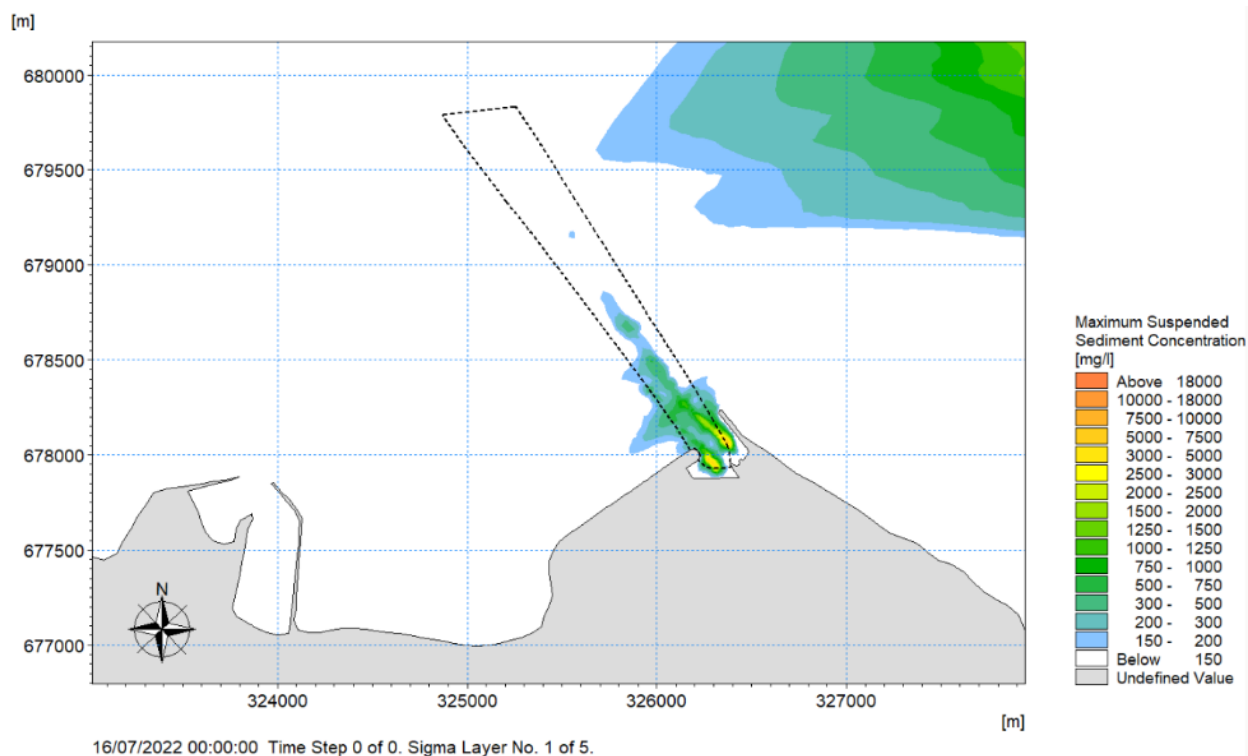 [m]
680000
679500
679000
678500
678000
677500
677000
N
324000 325000 326000 327000
[m]
16/07/2022 00:00:00 Time Step 0 of 0. Sigma Layer No. 1 of 5.
Maximum Suspended
Sediment Concentration
[mg/l]
Above 18000
10000 - 18000
7500 - 10000
5000 - 7500
3000 - 5000
2500 - 3000
2000 - 2500
1500 - 2000
1250 - 1500
1000 - 1250
750 - 1000
500 - 750
300 - 500
200 - 300
150 - 200
Below 150
Undefined Value